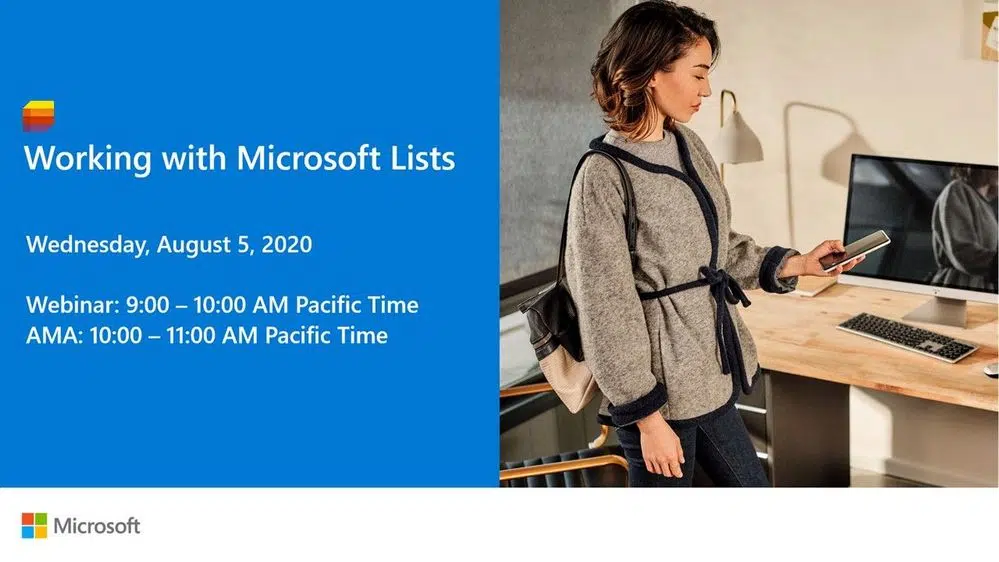 Working with Microsoft Lists
Wednesday, August 5, 2020
Webinar: 9:00 – 10:00 AM Pacific Time
AMA: 10:00 – 11:00 AM Pacific Time
Microsoft